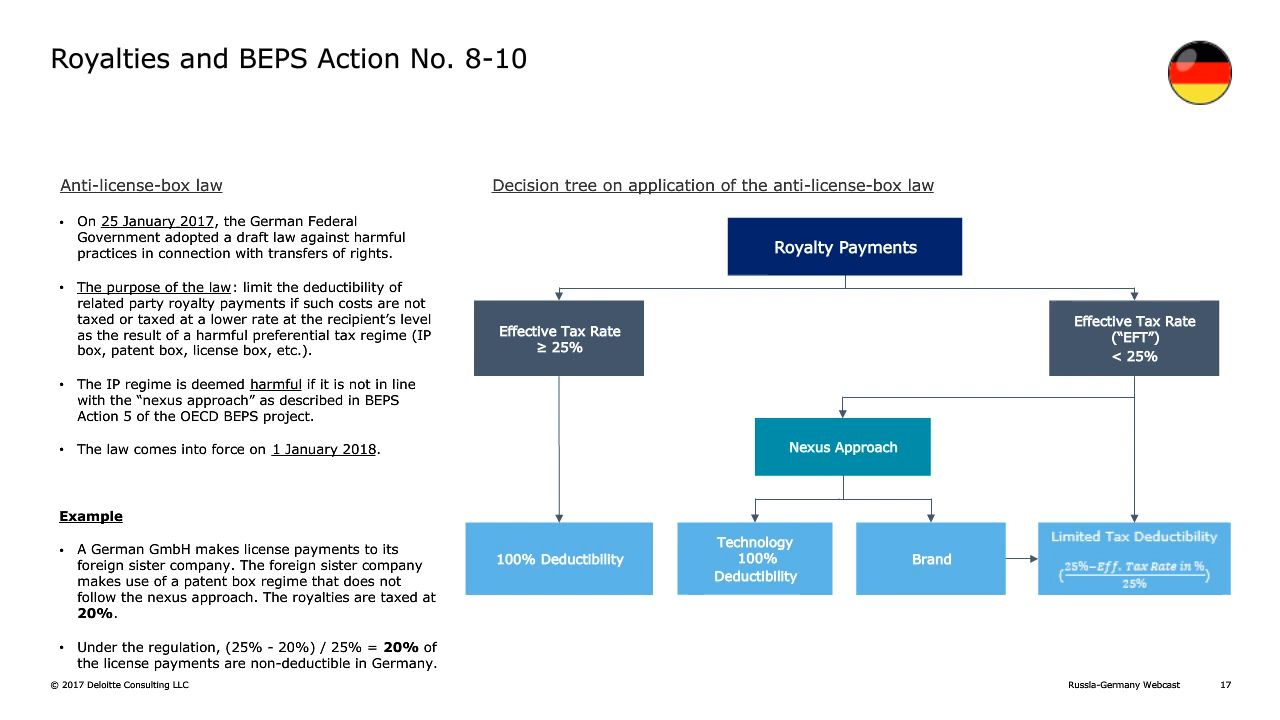 Royalties and BEPS Action No. 8-10
Anti-license-box law
• On 25 January 2017, the German Federal
Government adopted a draft law against harmful
practices in connection with transfers of rights.
• The purpose of the law: limit the deductibility of
related party royalty payments if such costs are not
taxed or taxed at a lower rate at the recipient's level
as the result of a harmful preferential tax regime (IP
box, patent box, license box, etc.).
• The IP regime is deemed harmful if it is not in line
with the “nexus approach” as described in BEPS
Action 5 of the OECD BEPS project.
• The law comes into force on 1 January 2018.
Example
• A German GmbH makes license payments to its
foreign sister company. The foreign sister company
makes use of a patent box regime that does not
follow the nexus approach. The royalties are taxed at
20%.
• Under the regulation, (25% - 20%) / 25% = 20% of
the license payments are non-deductible in Germany.
Decision tree on application of the anti-license-box law
Royalty Payments
Effective Tax Rate
≥ 25%
Effective Tax Rate
(“EFT”)
< 25%
Nexus Approach
100% Deductibility
Technology
100%
Deductibility
Brand
Limited Tax Deductibility
(25%−Eff. Tax Rate in %
25%)
© 2017 Deloitte Consulting LLC
Russia-Germany Webcast
17